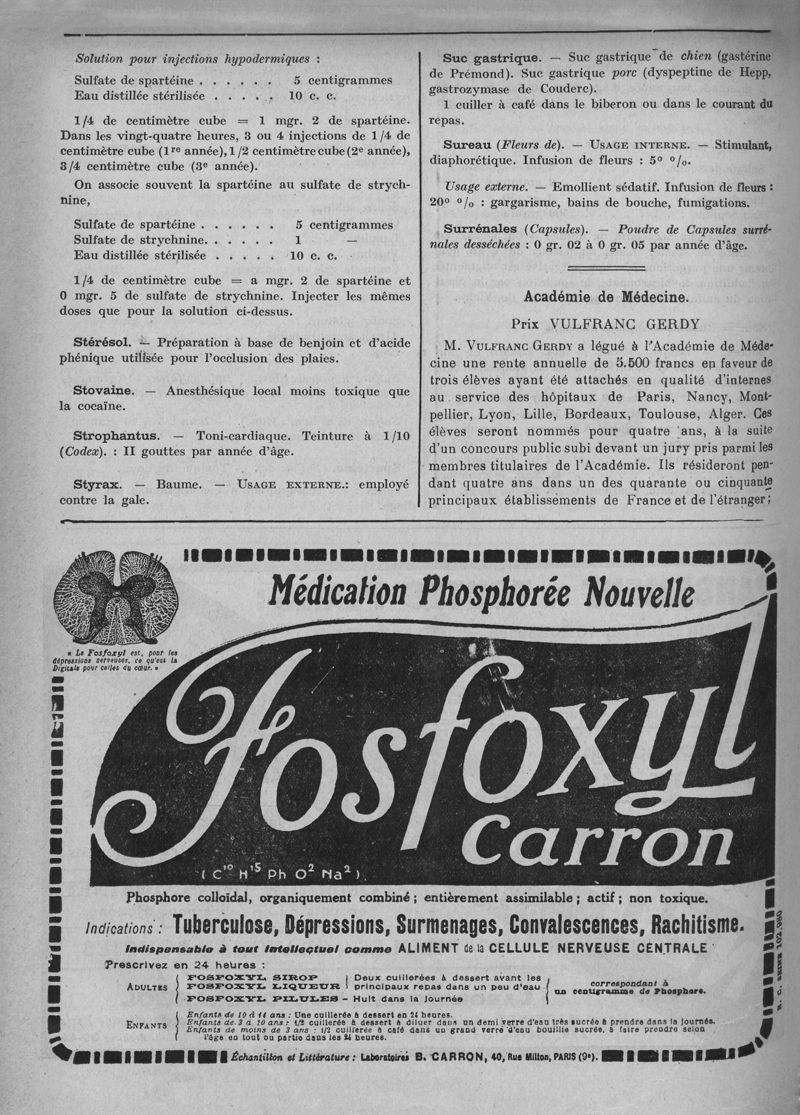 Solution pour injections hypodermiques :
Sulfate de spartéine . . . . . . 5 centigrammes
Eau distillée stérilisée . . . . . 10 c. c.
1/4 de centimètre cube = 1 mgr. 2 de spartéine.
Dans les vingt-quatre heures, 3 ou 4 injections de 1/4 de
centimètre cube (1re année), 1/2 centimètre cube (2e année),
3/4 centimètre cube (3e année).
On associe souvent la spartéine au sulfate de strych-
nine,
Sulfate de spartéine . . . . . . 5 centigrammes
Sulfate de strychnine. . . . . . 1 —
Eau distillée stérilisée . . . . . 10 c. c.
1/4 de centimètre cube = a mgr. 2 de spartéine et
0 mgr. 5 de sulfate de strychnine. Injecter les mêmes
doses que pour la solution ci-dessus.
Stérésol. — Préparation à base de benjoin et d'acide
phénique utilisée pour l'occlusion des plaies.
Stovaïne. — Anesthésique local moins toxique que
la cocaïne.
Strophantus. — Toni-cardiaque. Teinture à 1/10
(Codex). : II gouttes par année d'âge.
Styrax. — Baume. — Usage externe.: employé
contre la gale.
Suc gastrique. — Suc gastrique de chien (gastérine
de Prémond). Suc gastrique porc (dyspeptine de Hepp,
gastrozymase de Couderc).
1 cuiller à café dans le biberon ou dans le courant du
repas.
Sureau (Fleurs de). — Usage interne. — Stimulant,
diaphorétique. Infusion de fleurs : 5° °/₀.
Usage externe. — Emollient sédatif. Infusion de fleurs :
20° °/₀ : gargarisme, bains de bouche, fumigations.
Surrénales (Capsules). — Poudre de Capsules surré-
nales desséchées : 0 gr. 02 à 0 gr. 05 par année d'âge.
Académie de Médecine.
Prix VULFRANC GERDY
M. Vulfranc Gerdy a légué à l'Académie de Méde-
cine une rente annuelle de 5.500 francs en faveur de
trois élèves ayant été attachés en qualité d'internes
au service des hôpitaux de Paris, Nancy, Mont-
pellier, Lyon, Lille, Bordeaux, Toulouse, Alger. Ces
élèves seront nommés pour quatre ans, à la suite
d'un concours public subi devant un jury pris parmi les
membres titulaires de l'Académie. Ils résideront pen-
dant quatre ans dans un des quarante ou cinquante
principaux établissements de France et de l'étranger;
Médication Phosphorée Nouvelle
« Le Fosfoxyl est, pour les
dépressions nerveuses, ce qu'est la
Digitale pour celles du cœur. »
Fosfoxyl
Carron
(C¹⁰ H¹⁵ Ph O² Na²)
Phosphore colloïdal, organiquement combiné ; entièrement assimilable ; actif ; non toxique.
Indications : Tuberculose, Dépressions, Surmenages, Convalescences, Rachitisme.
Indispensable à tout Intellectuel comme ALIMENT de la CELLULE NERVEUSE CENTRALE
Prescrivez en 24 heures :
Adultes
FOSFOXYL SIROP
FOSFOXYL LIQUEUR
Deux cuillerées à dessert avant les
principaux repas dans un peu d'eau
FOSFOXYL PILULES – Huit dans la journée
correspondant à
un centigramme de Phosphore.
Enfants
Enfants de 10 à 14 ans : Une cuillerée à dessert en 24 heures.
Enfants de 3 à 10 ans : 1/2 cuillerée à dessert à diluer dans un demi verre d'eau très sucrée à prendre dans la journée.
Enfants de moins de 3 ans : 1/2 cuillerée à café dans un grand verre d'eau bouillie sucrée, à faire prendre selon
l'âge en tout ou partie dans les 24 heures.
Échantillon et Littérature : Laboratoires B. CARRON, 40, Rue Milton, PARIS (9e).
R. C. SEINE 102.980